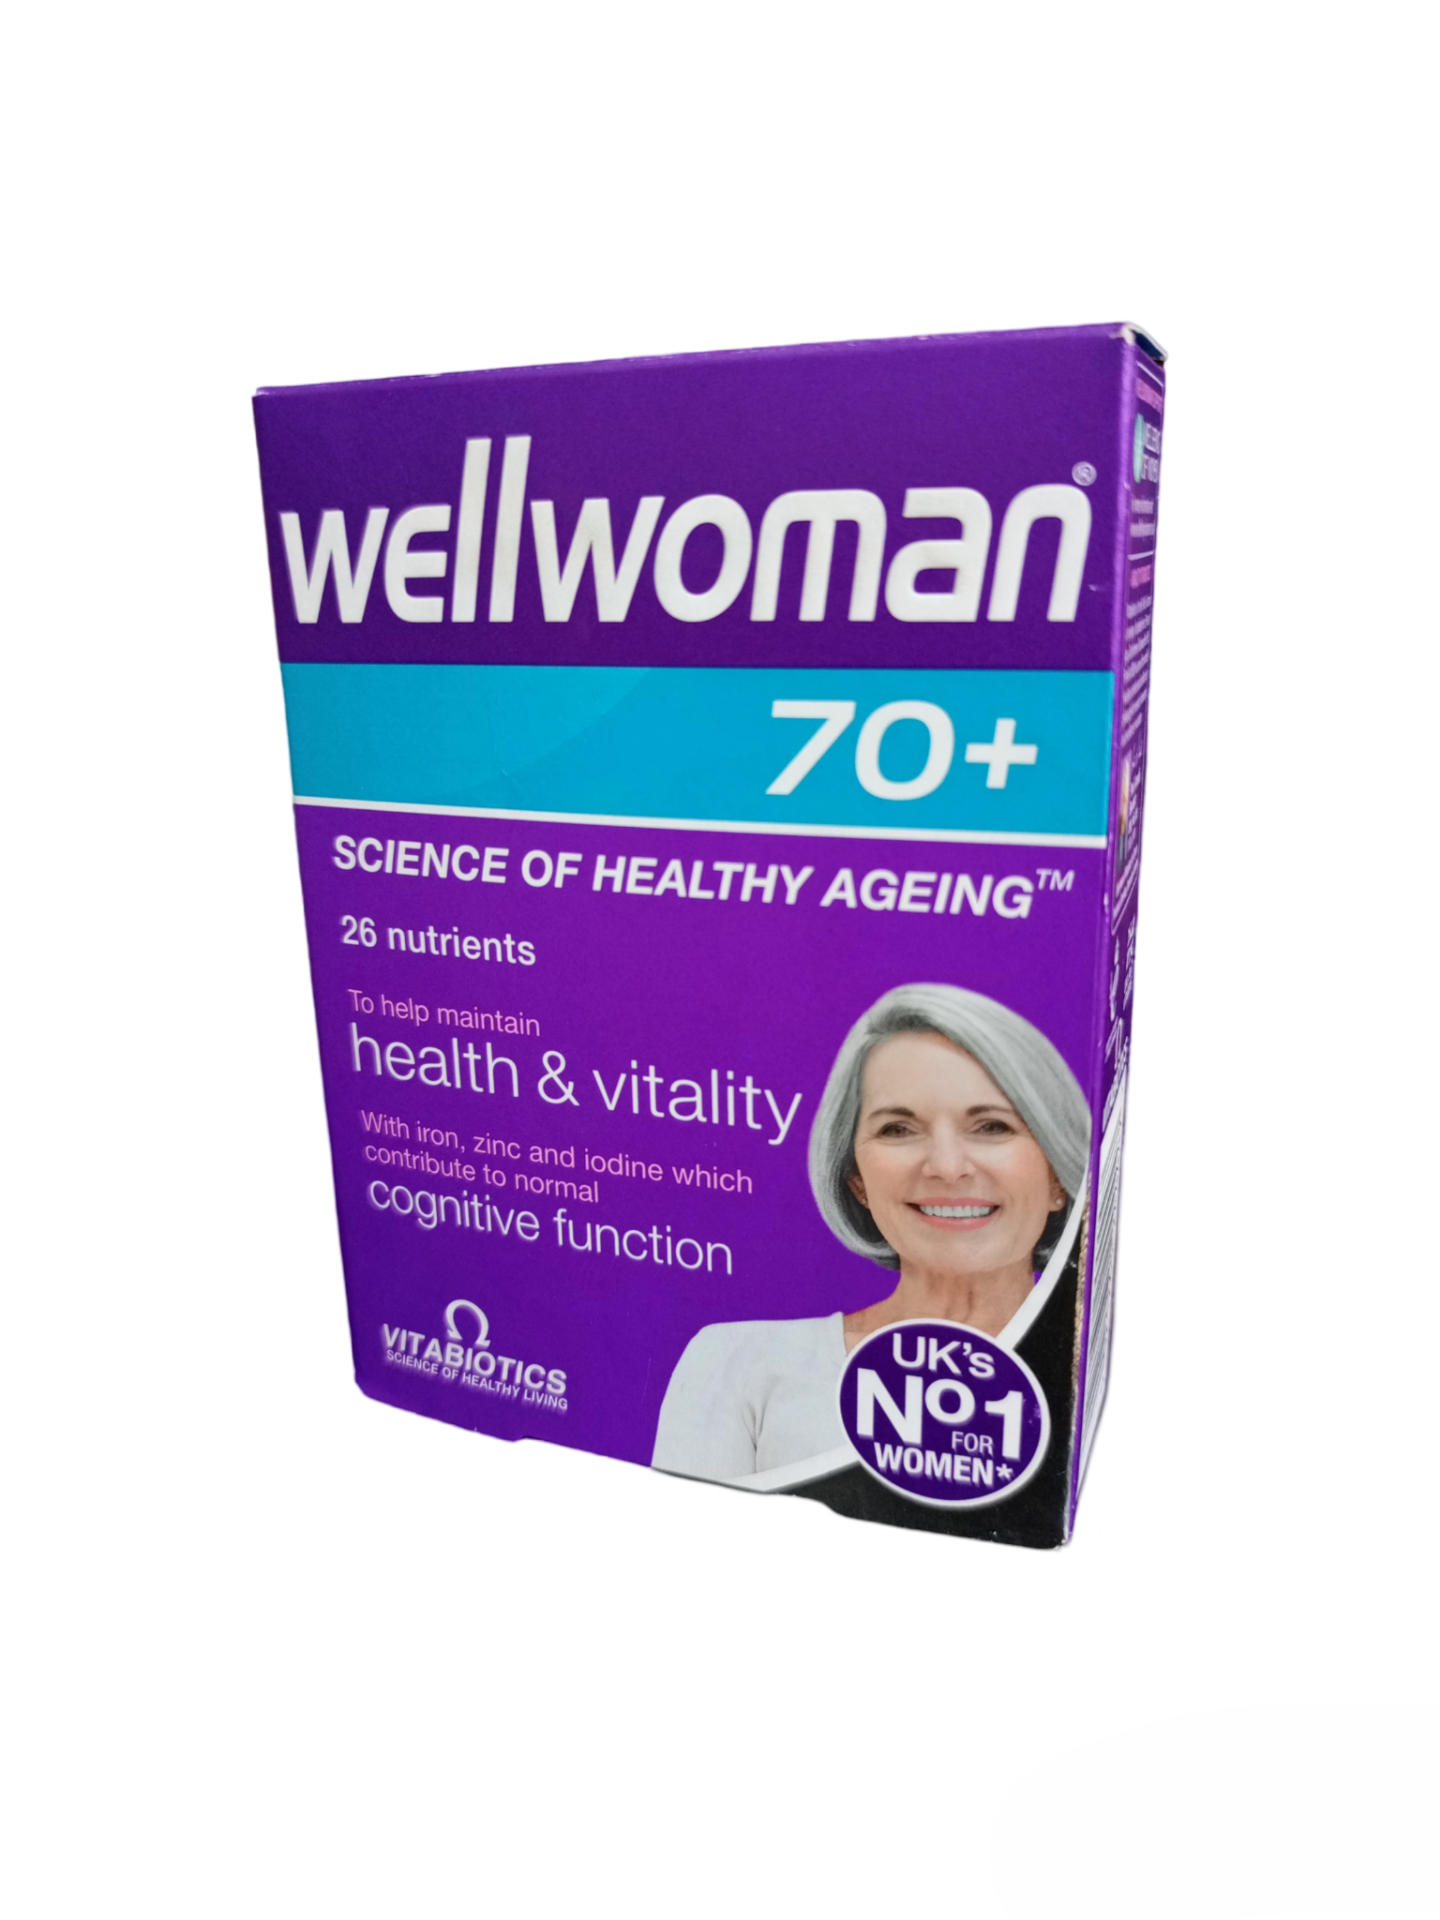 wellwoman®
70+
SCIENCE OF HEALTHY AGEING™
26 nutrients
To help maintain
health & vitality
With iron, zinc and iodine which
contribute to normal
cognitive function
VITABIOTICS
SCIENCE OF HEALTHY LIVING
UK's
No1
FOR
WOMEN*